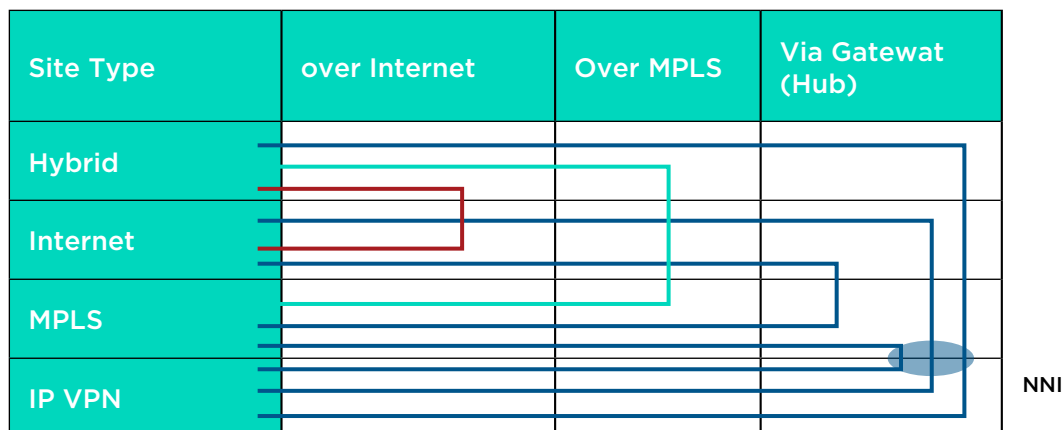 Site Type
over Internet
Over MPLS
Via Gatewat
(Hub)
Hybrid
Internet
MPLS
IP VPN
NNI